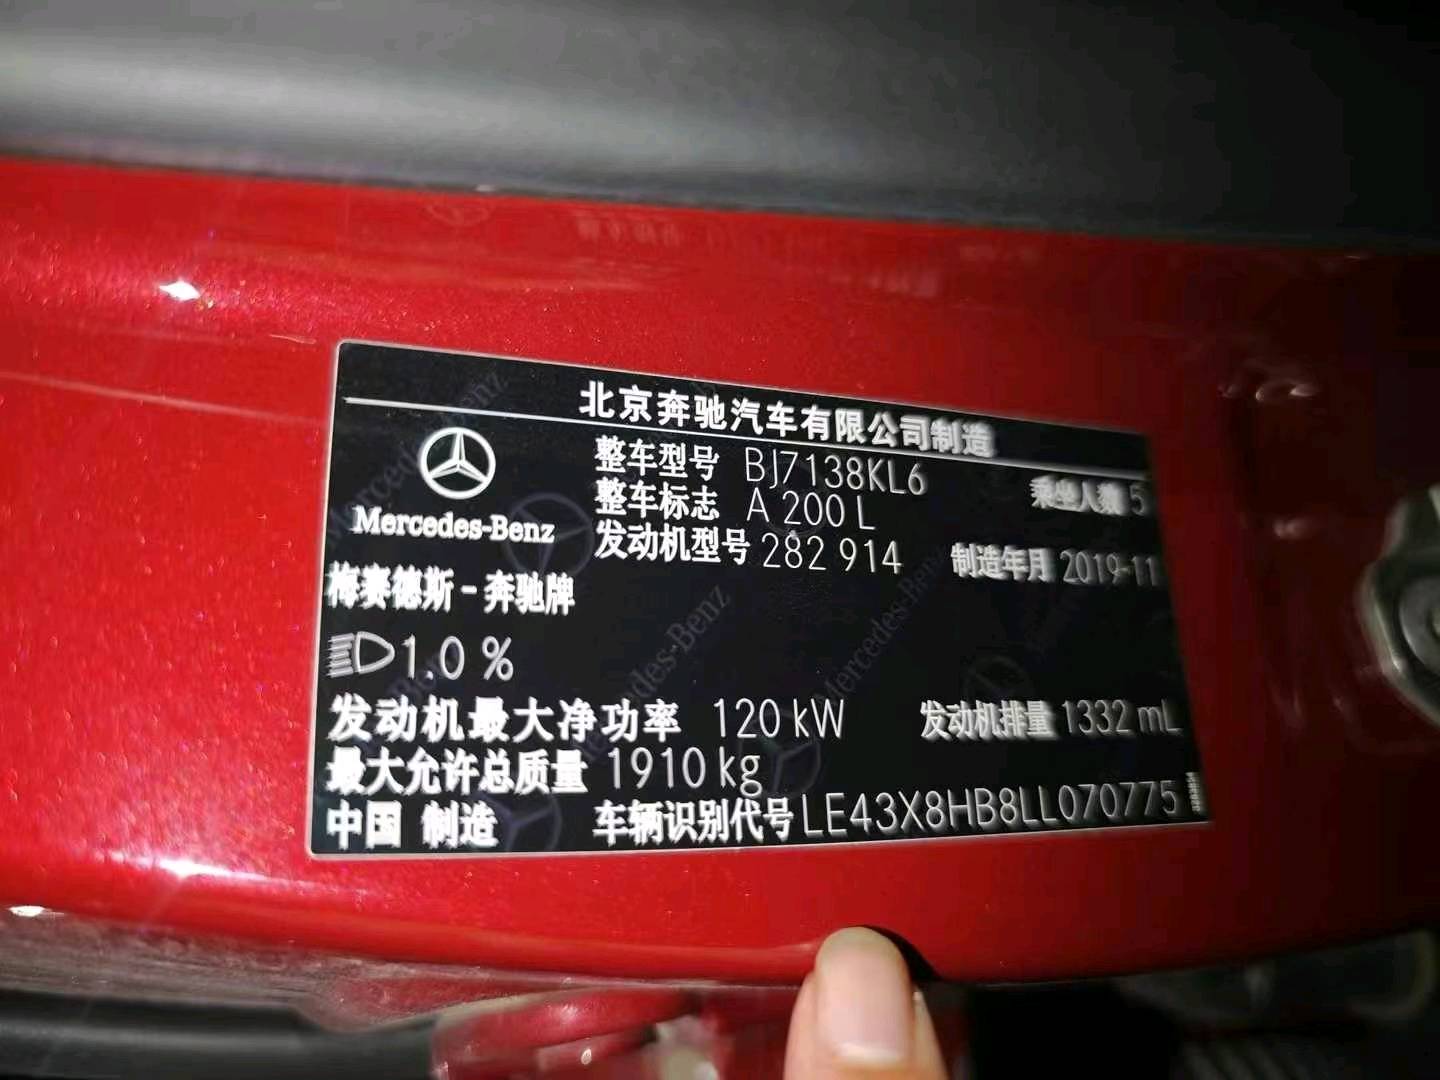 北京奔驰汽车有限公司制造
整车型号 BJ7138KL6
乘坐人数 5
整车标志 A 200 L
发动机型号 282 914
制造年月 2019-11
Mercedes-Benz
梅赛德斯-奔驰牌
1.0 %
发动机最大净功率 120 kW
发动机排量 1332 mL
最大允许总质量 1910 kg
中国 制造
车辆识别代号 LE43X8HB8LL070775